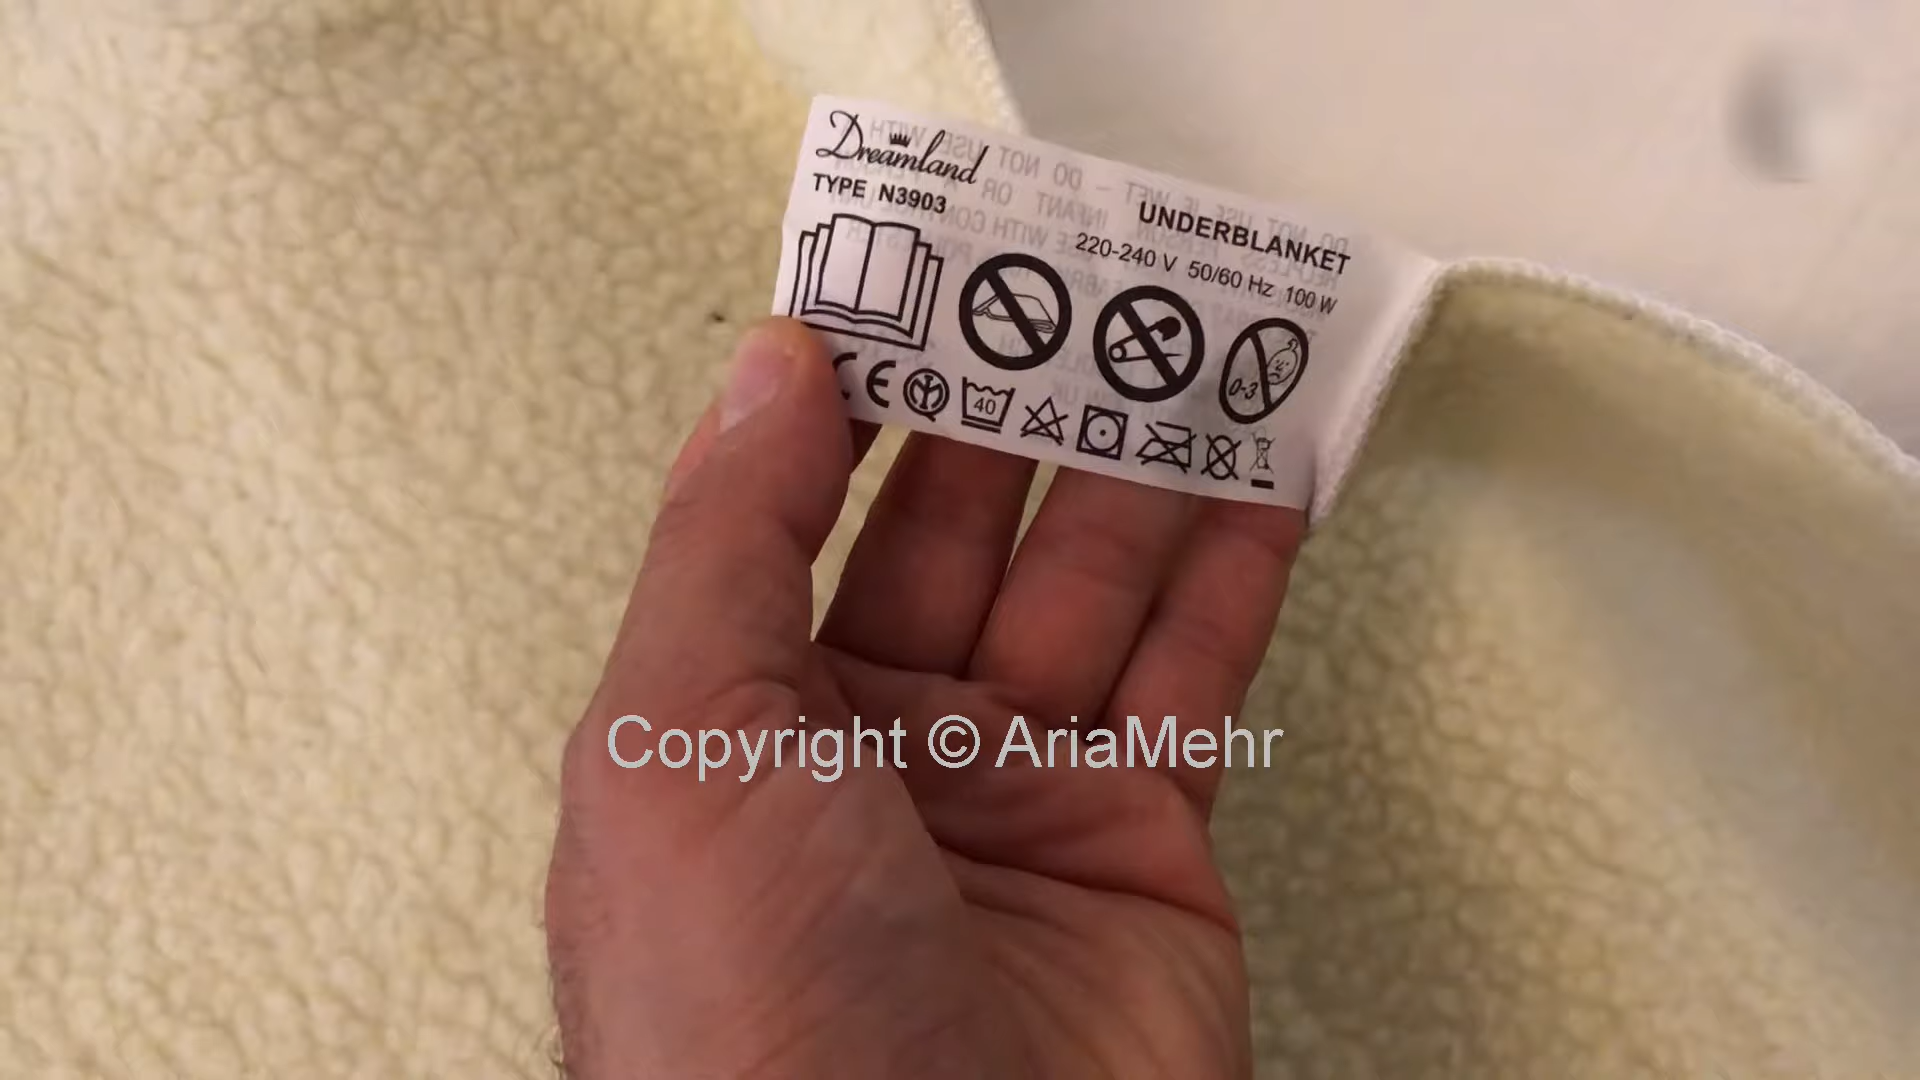 Dreamland
TYPE N3903
UNDERBLANKET
220-240 V 50/60 Hz 100 W
0-3
CE
40
Copyright © AriaMehr